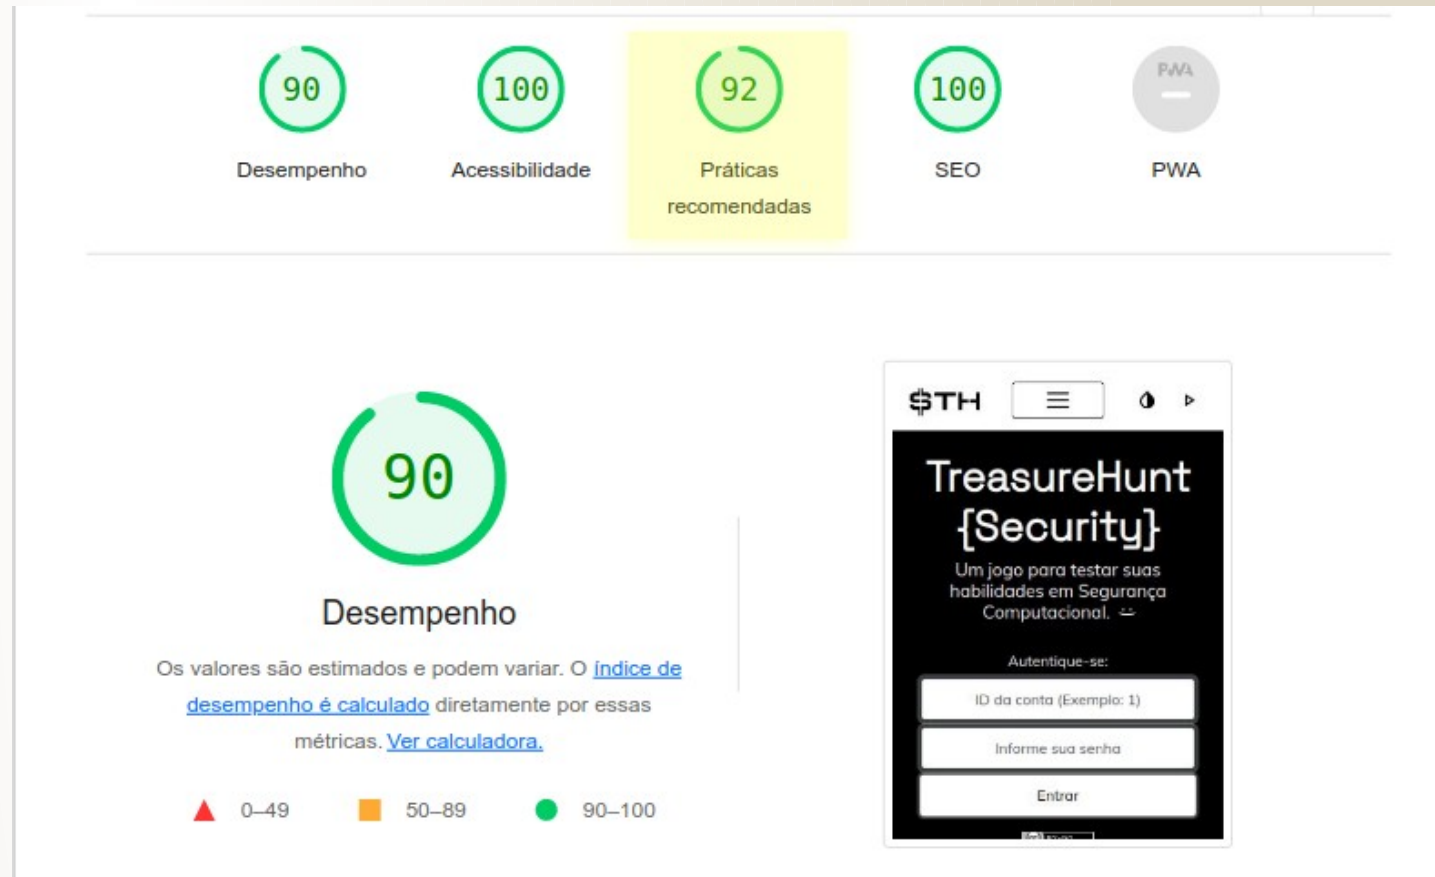 90
100
92
100
PWA
Desempenho
Acessibilidade
Práticas
recomendadas
SEO
PWA
90
Desempenho
Os valores são estimados e podem variar. O índice de
desempenho é calculado diretamente por essas
métricas. Ver calculadora.
0–49
50–89
90–100
$TH
TreasureHunt
{Security}
Um jogo para testar suas
habilidades em Segurança
Computacional.
Autentique-se:
ID da conta (Exemplo: 1)
Informe sua senha
Entrar